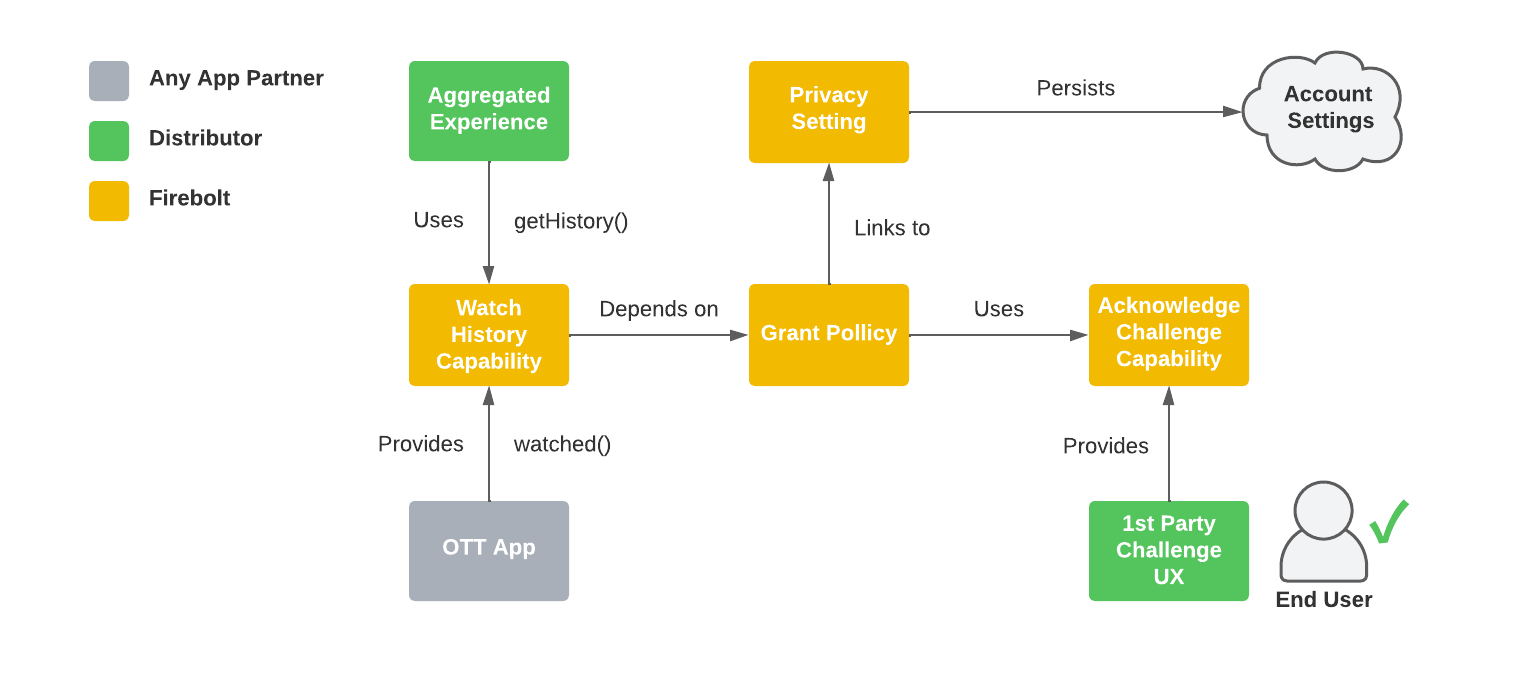 Any App Partner
Distributor
Firebolt
Aggregated
Experience
Privacy
Setting
Persists
Account
Settings
Uses
getHistory()
Links to
Watch
History
Capability
Depends on
Grant Pollicy
Uses
Acknowledge
Challenge
Capability
Provides
watched()
Provides
OTT App
1st Party
Challenge
UX
End User